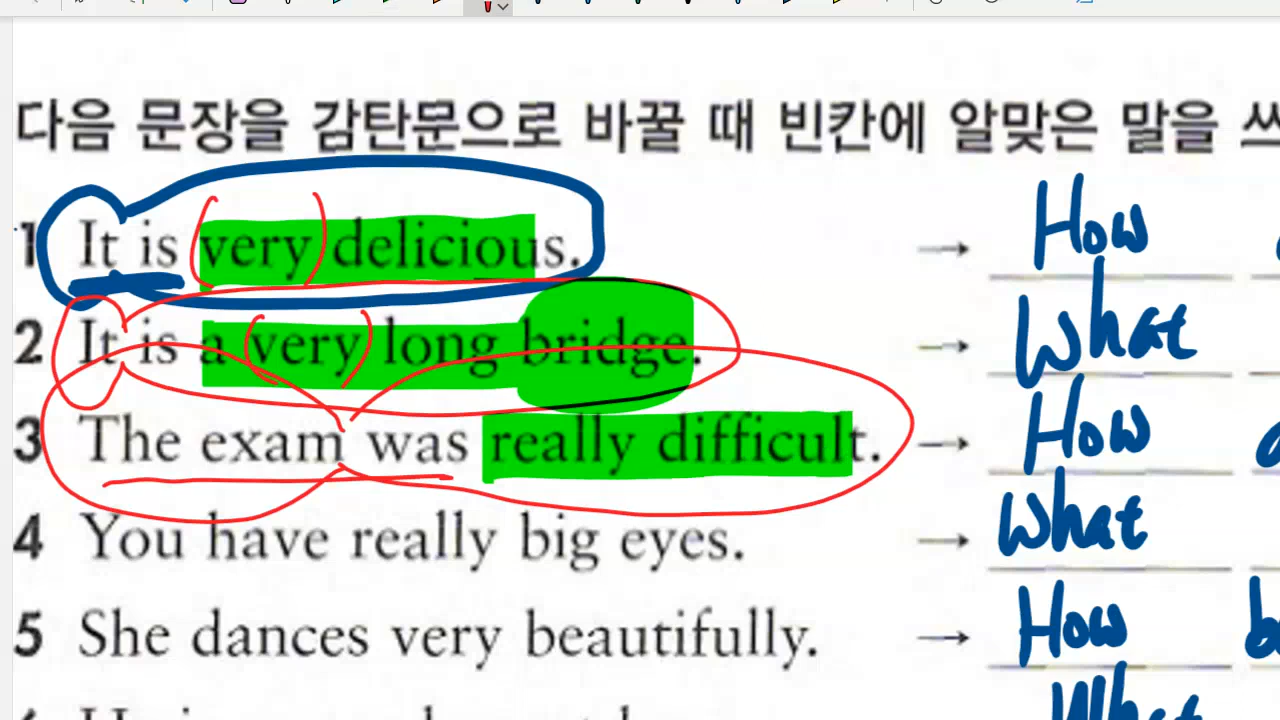 다음 문장을 감탄문으로 바꿀 때 빈칸에 알맞은 말을
1 It is very delicious. → How
2 It is a very long bridge. → What
3 The exam was really difficult. → How
4 You have really big eyes. → What
5 She dances very beautifully. → How
What